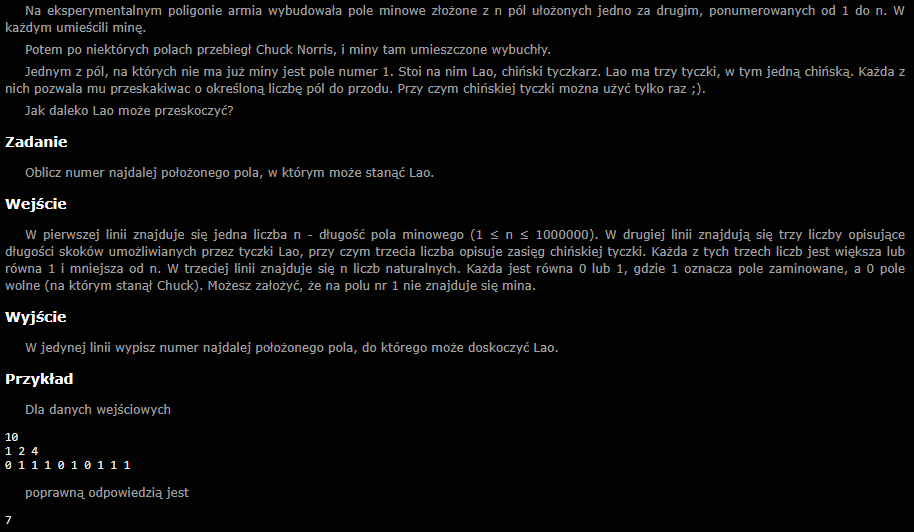 Na eksperymentalnym poligonie armia wybudowała pole minowe złożone z n pól ułożonych jedno za drugim, ponumerowanych od 1 do n. W
każdym umieścili minę.
Potem po niektórych polach przebiegł Chuck Norris, i miny tam umieszczone wybuchły.
Jednym z pól, na których nie ma już miny jest pole numer 1. Stoi na nim Lao, chiński tyczkarz. Lao ma trzy tyczki, w tym jedną chińską. Każda z
nich pozwala mu przeskakiwac o określoną liczbę pól do przodu. Przy czym chińskiej tyczki można użyć tylko raz ;).
Jak daleko Lao może przeskoczyć?
Zadanie
Oblicz numer najdalej położonego pola, w którym może stanąć Lao.
Wejście
W pierwszej linii znajduje się jedna liczba n - długość pola minowego (1 ≤ n ≤ 1000000). W drugiej linii znajdują się trzy liczby opisujące
długości skoków umożliwianych przez tyczki Lao, przy czym trzecia liczba opisuje zasięg chińskiej tyczki. Każda z tych trzech liczb jest większa lub
równa 1 i mniejsza od n. W trzeciej linii znajduje się n liczb naturalnych. Każda jest równa 0 lub 1, gdzie 1 oznacza pole zaminowane, a 0 pole
wolne (na którym stanął Chuck). Możesz założyć, że na polu nr 1 nie znajduje się mina.
Wyjście
W jedynej linii wypisz numer najdalej położonego pola, do którego może doskoczyć Lao.
Przykład
Dla danych wejściowych
10
1 2 4
0 1 1 1 0 1 0 1 1 1
poprawną odpowiedzią jest
7